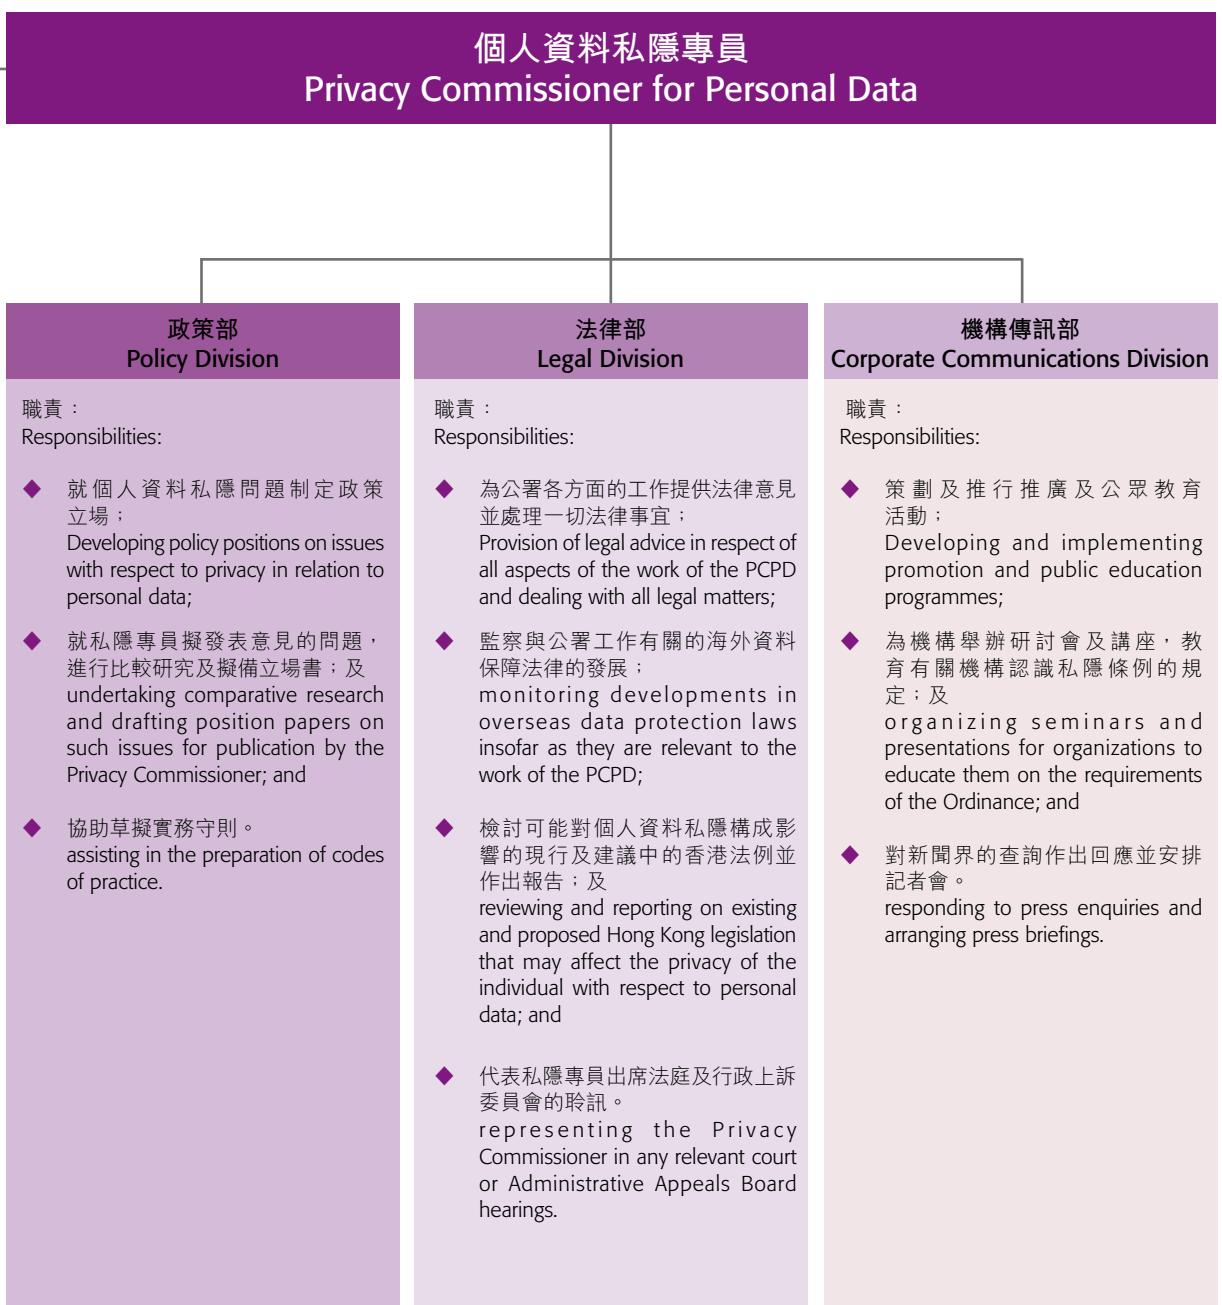 個人資料私隱專員
Privacy Commissioner for Personal Data
政策部
Policy Division
職責：
Responsibilities:
◆ 就個人資料私隱問題制定政策
立場；
Developing policy positions on issues
with respect to privacy in relation to
personal data;
◆ 就私隱專員擬發表意見的問題，
進行比較研究及擬備立場書；及
undertaking comparative research
and drafting position papers on
such issues for publication by the
Privacy Commissioner; and
◆ 協助草擬實務守則。
assisting in the preparation of codes
of practice.
法律部
Legal Division
職責：
Responsibilities:
◆ 為公署各方面的工作提供法律意見
並處理一切法律事宜；
Provision of legal advice in respect of
all aspects of the work of the PCPD
and dealing with all legal matters;
◆ 監察與公署工作有關的海外資料
保障法律的發展；
monitoring developments in
overseas data protection laws
insofar as they are relevant to the
work of the PCPD;
◆ 檢討可能對個人資料私隱構成影
響的現行及建議中的香港法例並
作出報告；及
reviewing and reporting on existing
and proposed Hong Kong legislation
that may affect the privacy of the
individual with respect to personal
data; and
◆ 代表私隱專員出席法庭及行政上訴
委員會的聆訊。
representing the Privacy
Commissioner in any relevant court
or Administrative Appeals Board
hearings.
機構傳訊部
Corporate Communications Division
職責：
Responsibilities:
◆ 策劃及推行推廣及公眾教育
活動；
Developing and implementing
promotion and public education
programmes;
◆ 為機構舉辦研討會及講座，教
育有關機構認識私隱條例的規
定；及
organizing seminars and
presentations for organizations to
educate them on the requirements
of the Ordinance; and
◆ 對新聞界的查詢作出回應並安排
記者會。
responding to press enquiries and
arranging press briefings.